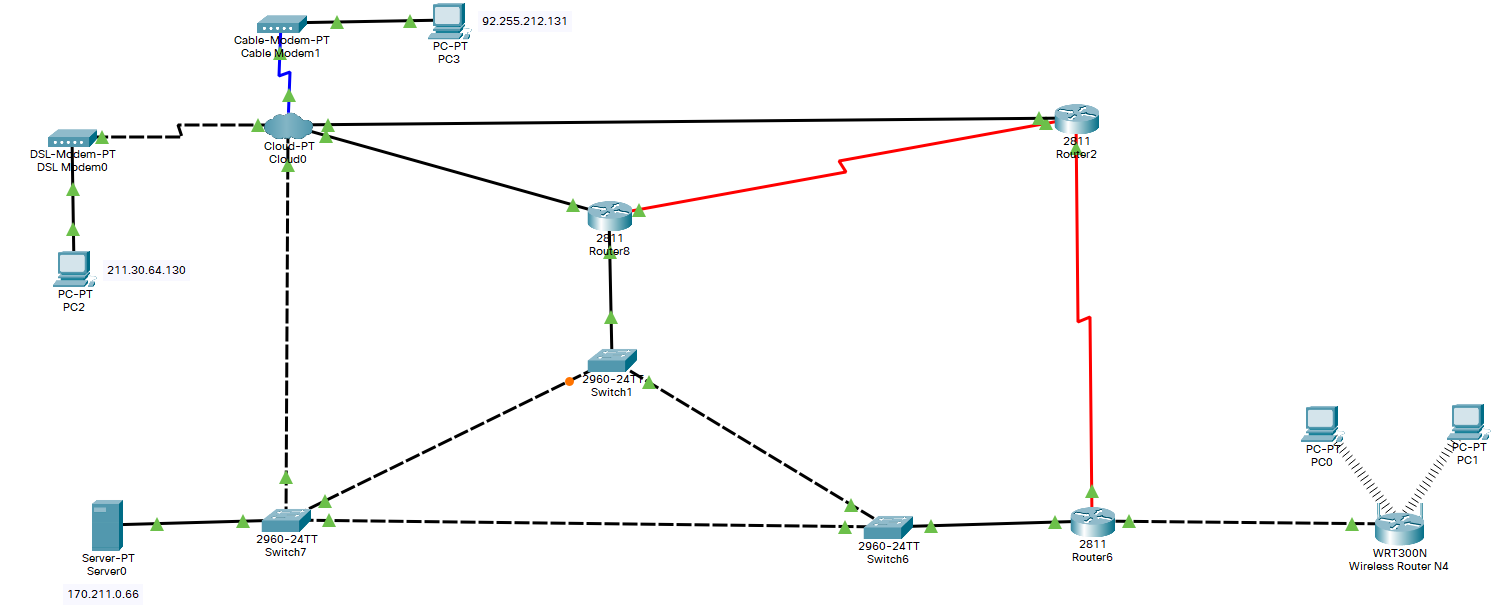 92.255.212.131
Cable-Modem-PT
Cable Modem1
PC-PT
PC3
DSL-Modem-PT
DSL Modem0
Cloud-PT
Cloud0
2811
Router2
2811
Router8
211.30.64.130
PC-PT
PC2
2960-24TT
Switch1
PC-PT
PC0
PC-PT
PC1
Server-PT
Server0
170.211.0.66
2960-24TT
Switch7
2960-24TT
Switch6
2811
Router6
WRT300N
Wireless Router N4